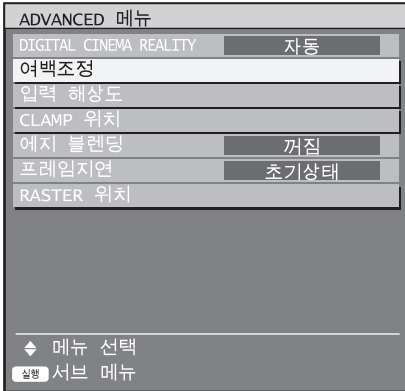 ADVANCED 메뉴
DIGITAL CINEMA REALITY 자동
여백조정
입력 해상도
CLAMP 위치
에지 블렌딩 꺼짐
프레임지연 초기상태
RASTER 위치
메뉴 선택
실행 서브 메뉴